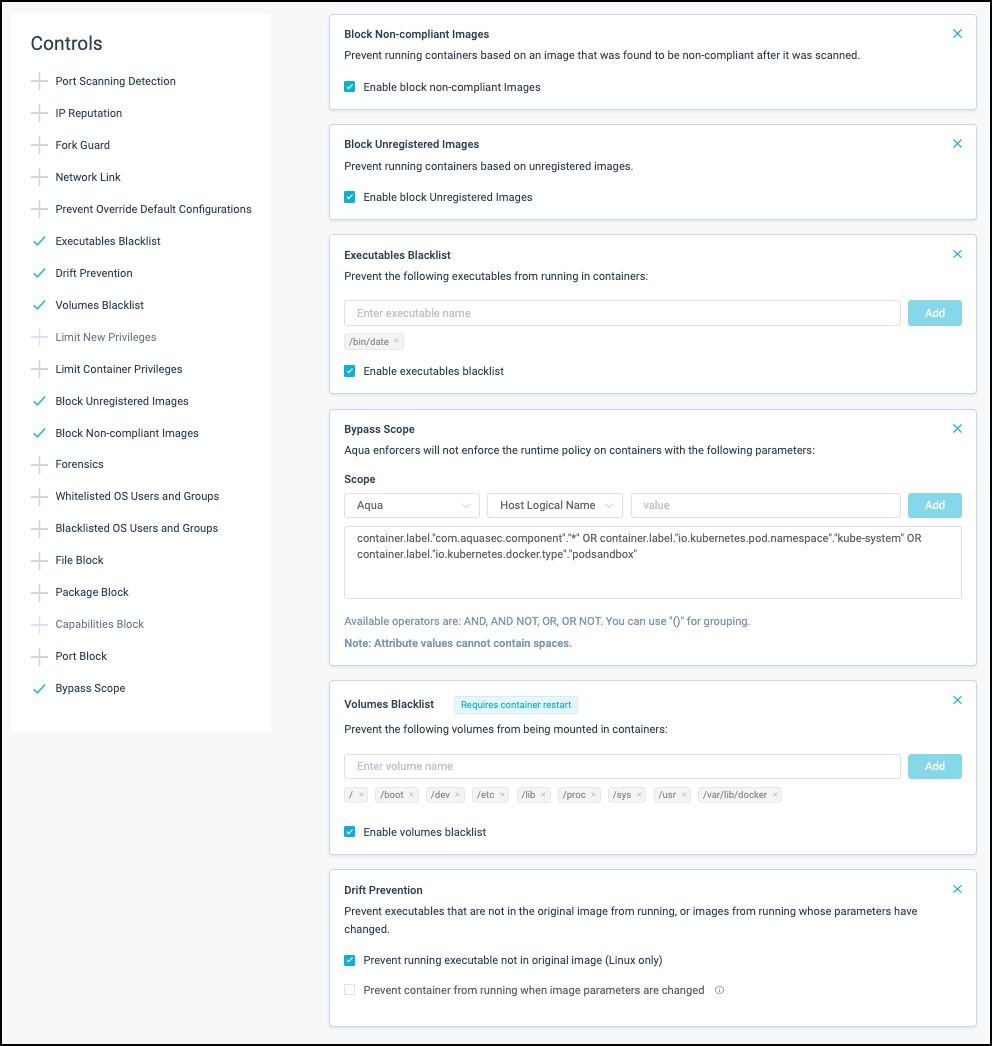 Controls
Port Scanning Detection
IP Reputation
Fork Guard
Network Link
Prevent Override Default Configurations
Executables Blacklist
Drift Prevention
Volumes Blacklist
Limit New Privileges
Limit Container Privileges
Block Unregistered Images
Block Non-compliant Images
Forensics
Whitelisted OS Users and Groups
Blacklisted OS Users and Groups
File Block
Package Block
Capabilities Block
Port Block
Bypass Scope
Block Non-compliant Images
Prevent running containers based on an image that was found to be non-compliant after it was scanned.
Enable block non-compliant Images
Block Unregistered Images
Prevent running containers based on unregistered images.
Enable block Unregistered Images
Executables Blacklist
Prevent the following executables from running in containers:
Enter executable name Add
/bin/date ×
Enable executables blacklist
Bypass Scope
Aqua enforcers will not enforce the runtime policy on containers with the following parameters:
Scope
Aqua Host Logical Name value Add
container.label."com.aquasec.component"."*" OR container.label."io.kubernetes.pod.namespace"."kube-system" OR
container.label."io.kubernetes.docker.type"."podsandbox"
Available operators are: AND, AND NOT, OR, OR NOT. You can use "()" for grouping.
Note: Attribute values cannot contain spaces.
Volumes Blacklist Requires container restart
Prevent the following volumes from being mounted in containers:
Enter volume name Add
/ × /boot × /dev × /etc × /lib × /proc × /sys × /usr × /var/lib/docker ×
Enable volumes blacklist
Drift Prevention
Prevent executables that are not in the original image from running, or images from running whose parameters have
changed.
Prevent running executable not in original image (Linux only)
Prevent container from running when image parameters are changed